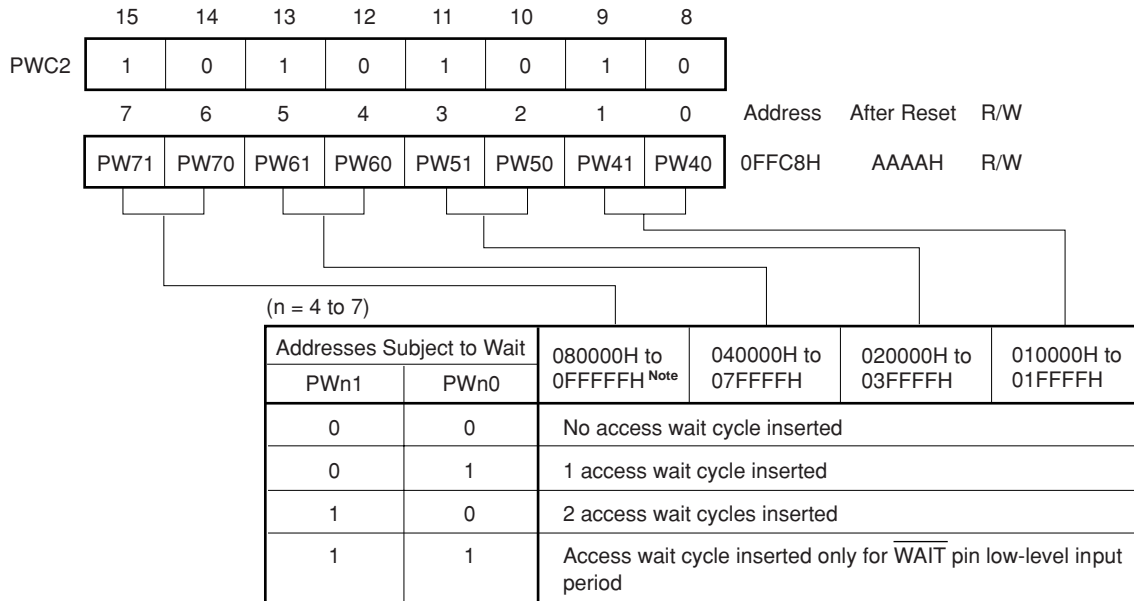 15 14 13 12 11 10 9 8
PWC2 1 0 1 0 1 0 1 0
7 6 5 4 3 2 1 0 Address After Reset R/W
PW71 PW70 PW61 PW60 PW51 PW50 PW41 PW40 0FFC8H AAAAH R/W
(n = 4 to 7)
Addresses Subject to Wait
PWn1 PWn0
080000H to
0FFFFFH Note
040000H to
07FFFFH
020000H to
03FFFFH
010000H to
01FFFFH
0 0 No access wait cycle inserted
0 1 1 access wait cycle inserted
1 0 2 access wait cycles inserted
1 1 Access wait cycle inserted only for WAIT pin low-level input
period